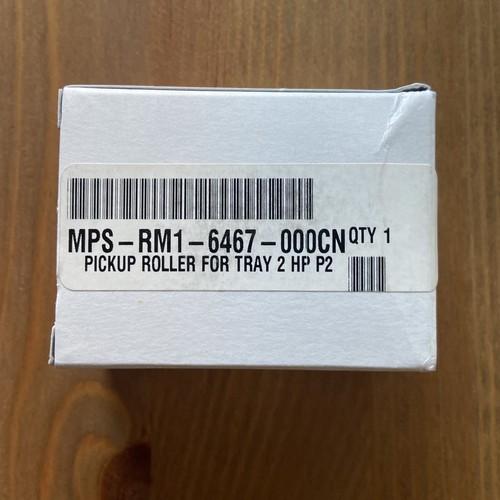 MPS-RM1-6467-000CN QTY 1
PICKUP ROLLER FOR TRAY 2 HP P2